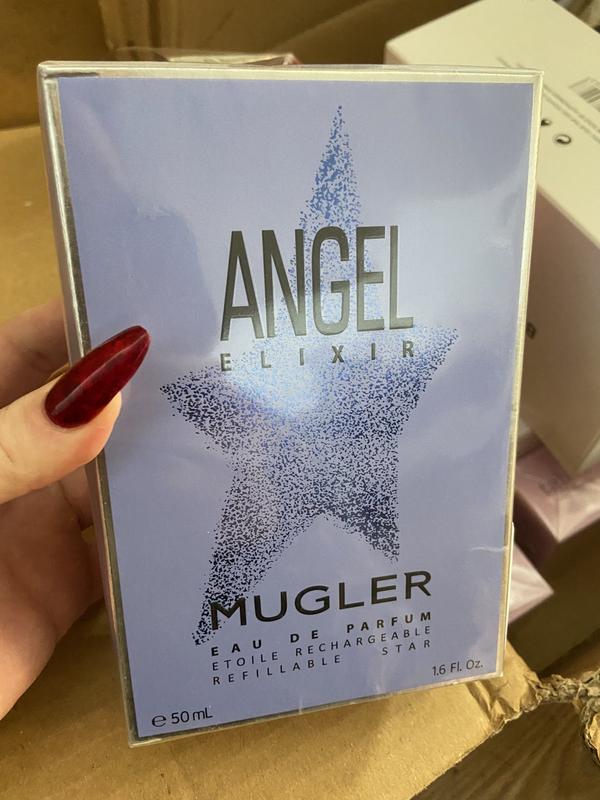 ANGEL
ELIXIR
MUGLER
EAU DE PARFUM
ETOILE RECHARGEABLE
REFILLABLE STAR
℮ 50 mL
1.6 Fl. Oz.